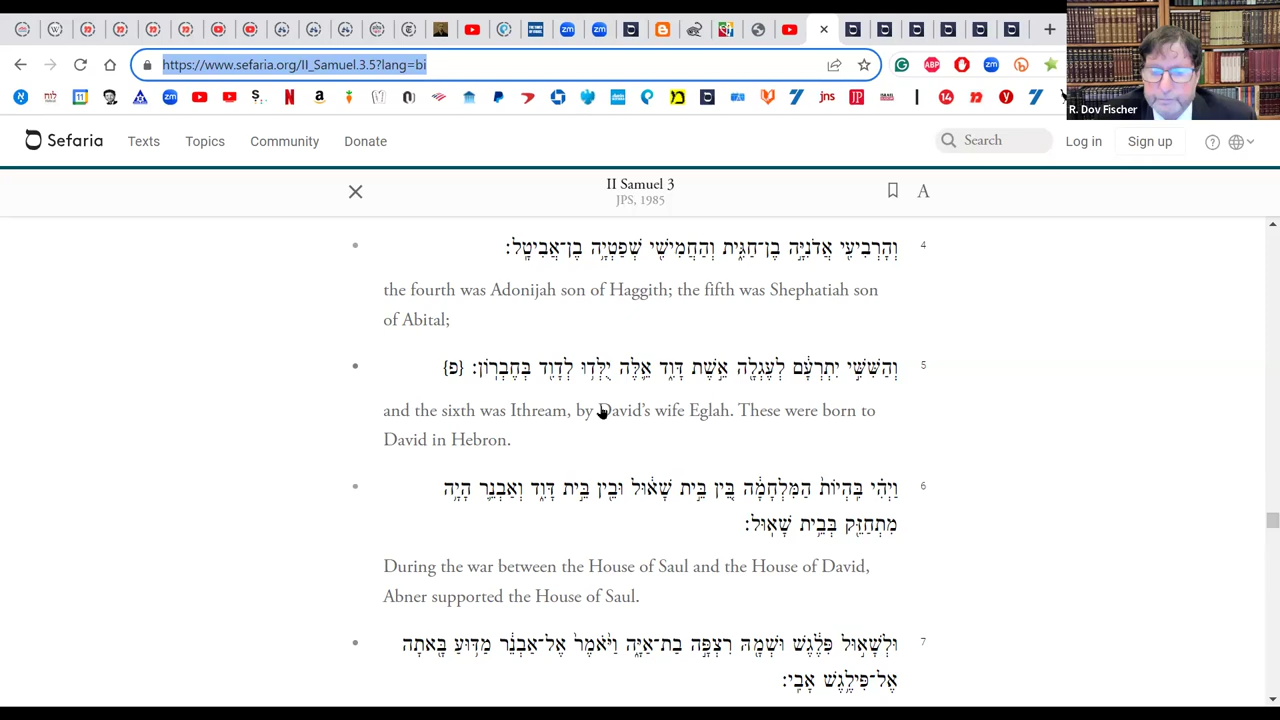 https://www.sefaria.org/II_Samuel.3.5?lang=bi
R. Dov Fischer
Sefaria Texts Topics Community Donate Search Log in Sign up
II Samuel 3
JPS, 1985
4
וְהָרְבִיעִ֖י אֲדֹנִיָּ֣ה בֶן־חַגִּ֑ית וְהַחֲמִישִׁ֖י שְׁפַטְיָ֥ה בֶן־אֲבִיטָֽל׃
the fourth was Adonijah son of Haggith; the fifth was Shephatiah son
of Abital;
5
וְהַשִּׁשִּׁ֣י יִתְרְעָ֔ם לְעֶגְלָ֖ה אֵ֣שֶׁת דָּוִ֑ד אֵ֛לֶּה יֻלְּד֥וּ לְדָוִ֖ד בְּחֶבְרֽוֹן׃ {פ}
and the sixth was Ithream, by David’s wife Eglah. These were born to
David in Hebron.
6
וַיְהִ֗י בִּֽהְיוֹת֙ הַמִּלְחָמָ֔ה בֵּ֚ין בֵּ֣ית שָׁא֔וּל וּבֵ֖ין בֵּ֣ית דָּוִ֑ד וְאַבְנֵ֛ר הָיָ֥ה
מִתְחַזֵּ֖ק בְּבֵ֥ית שָׁאֽוּל׃
During the war between the House of Saul and the House of David,
Abner supported the House of Saul.
7
וּלְשָׁא֣וּל פִּלֶ֔גֶשׁ וּשְׁמָ֖הּ רִצְפָּ֣ה בַת־אַיָּ֑ה וַיֹּ֙אמֶר֙ אֶל־אַבְנֵ֔ר מַדּ֥וּעַ בָּ֖אתָה
אֶל־פִּילֶ֥גֶשׁ אָבִֽי׃